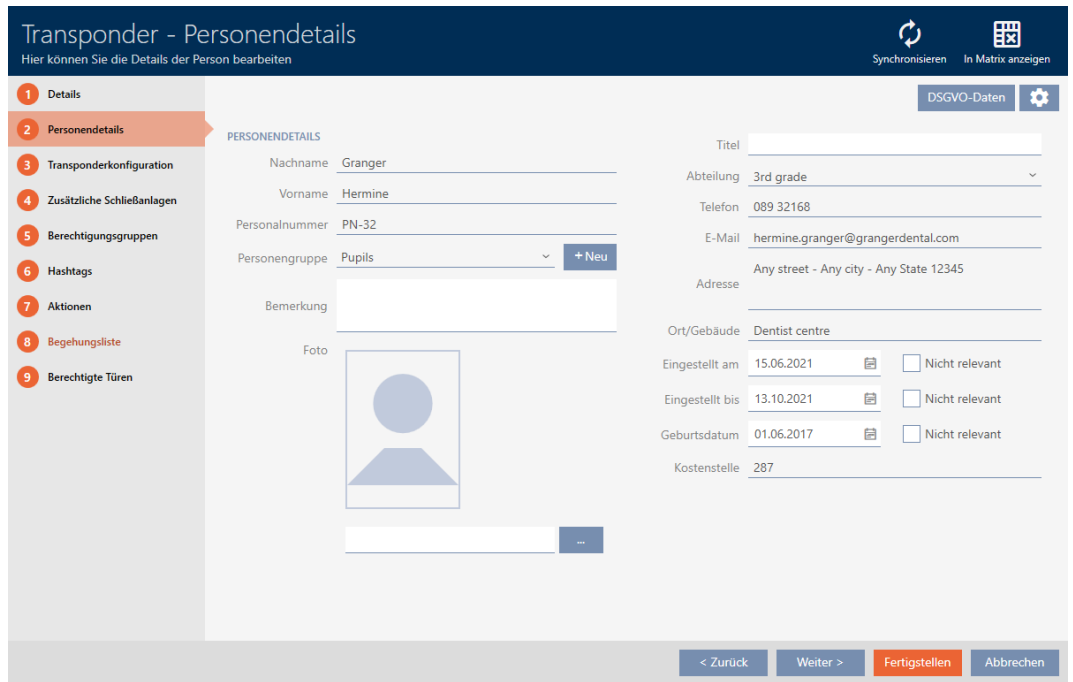 Transponder - Personendetails
Hier können Sie die Details der Person bearbeiten
Synchronisieren
In Matrix anzeigen
1 Details
2 Personendetails
3 Transponderkonfiguration
4 Zusätzliche Schließanlagen
5 Berechtigungsgruppen
6 Hashtags
7 Aktionen
8 Begehungsliste
9 Berechtigte Türen
DSGVO-Daten
PERSONENDETAILS
Nachname Granger
Vorname Hermine
Personalnummer PN-32
Personengruppe Pupils + Neu
Bemerkung
Foto
...
Titel
Abteilung 3rd grade
Telefon 089 32168
E-Mail hermine.granger@grangerdental.com
Adresse Any street - Any city - Any State 12345
Ort/Gebäude Dentist centre
Eingestellt am 15.06.2021 Nicht relevant
Eingestellt bis 13.10.2021 Nicht relevant
Geburtsdatum 01.06.2017 Nicht relevant
Kostenstelle 287
< Zurück
Weiter >
Fertigstellen
Abbrechen